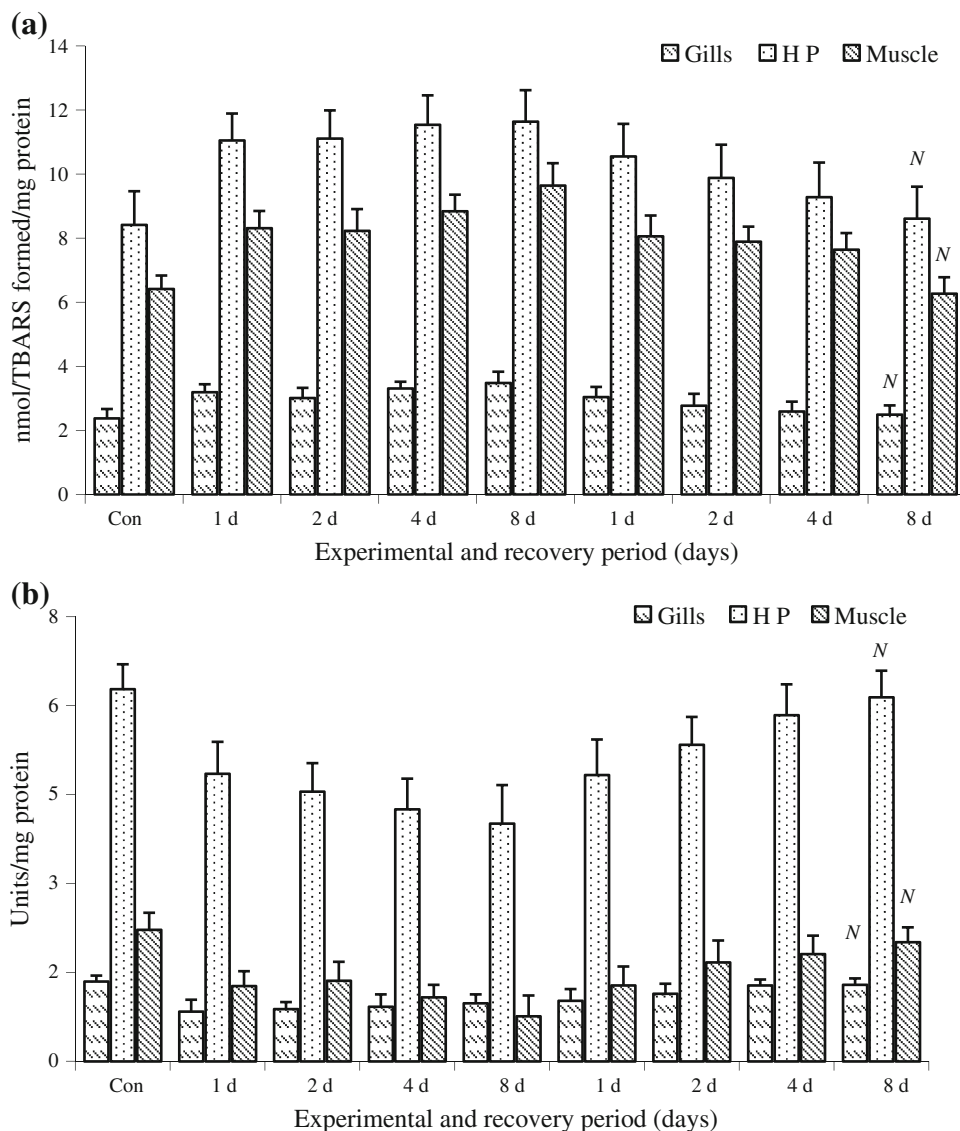 (a)
14
12
10
8
6
4
2
0
nmol/TBARS formed/mg protein
Gills H P Muscle
N
N
N
Con 1 d 2 d 4 d 8 d 1 d 2 d 4 d 8 d
Experimental and recovery period (days)
(b)
8
6
5
3
2
0
Units/mg protein
Gills H P Muscle
N
N
N
Con 1 d 2 d 4 d 8 d 1 d 2 d 4 d 8 d
Experimental and recovery period (days)